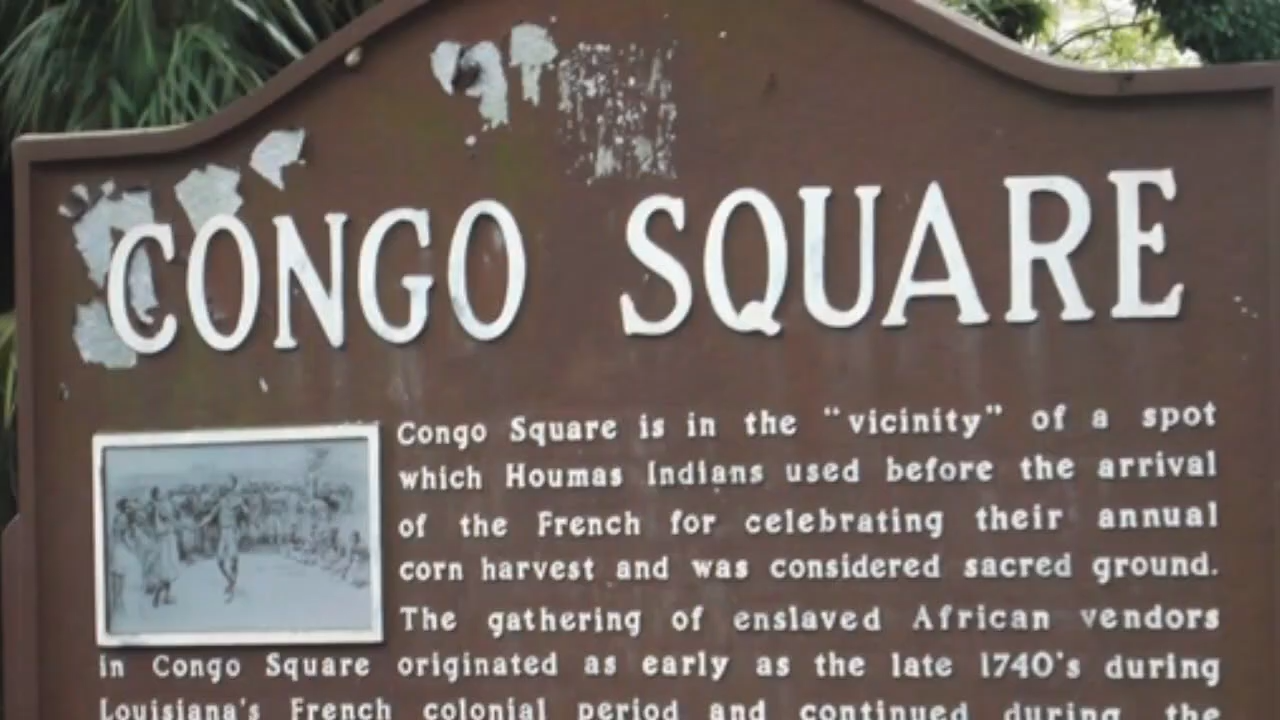 CONGO SQUARE
Congo Square is in the "vicinity" of a spot
which Houmas Indians used before the arrival
of the French for celebrating their annual
corn harvest and was considered sacred ground.
The gathering of enslaved African vendors
in Congo Square originated as early as the late 1740's during
Louisiana's French colonial period and continued during the